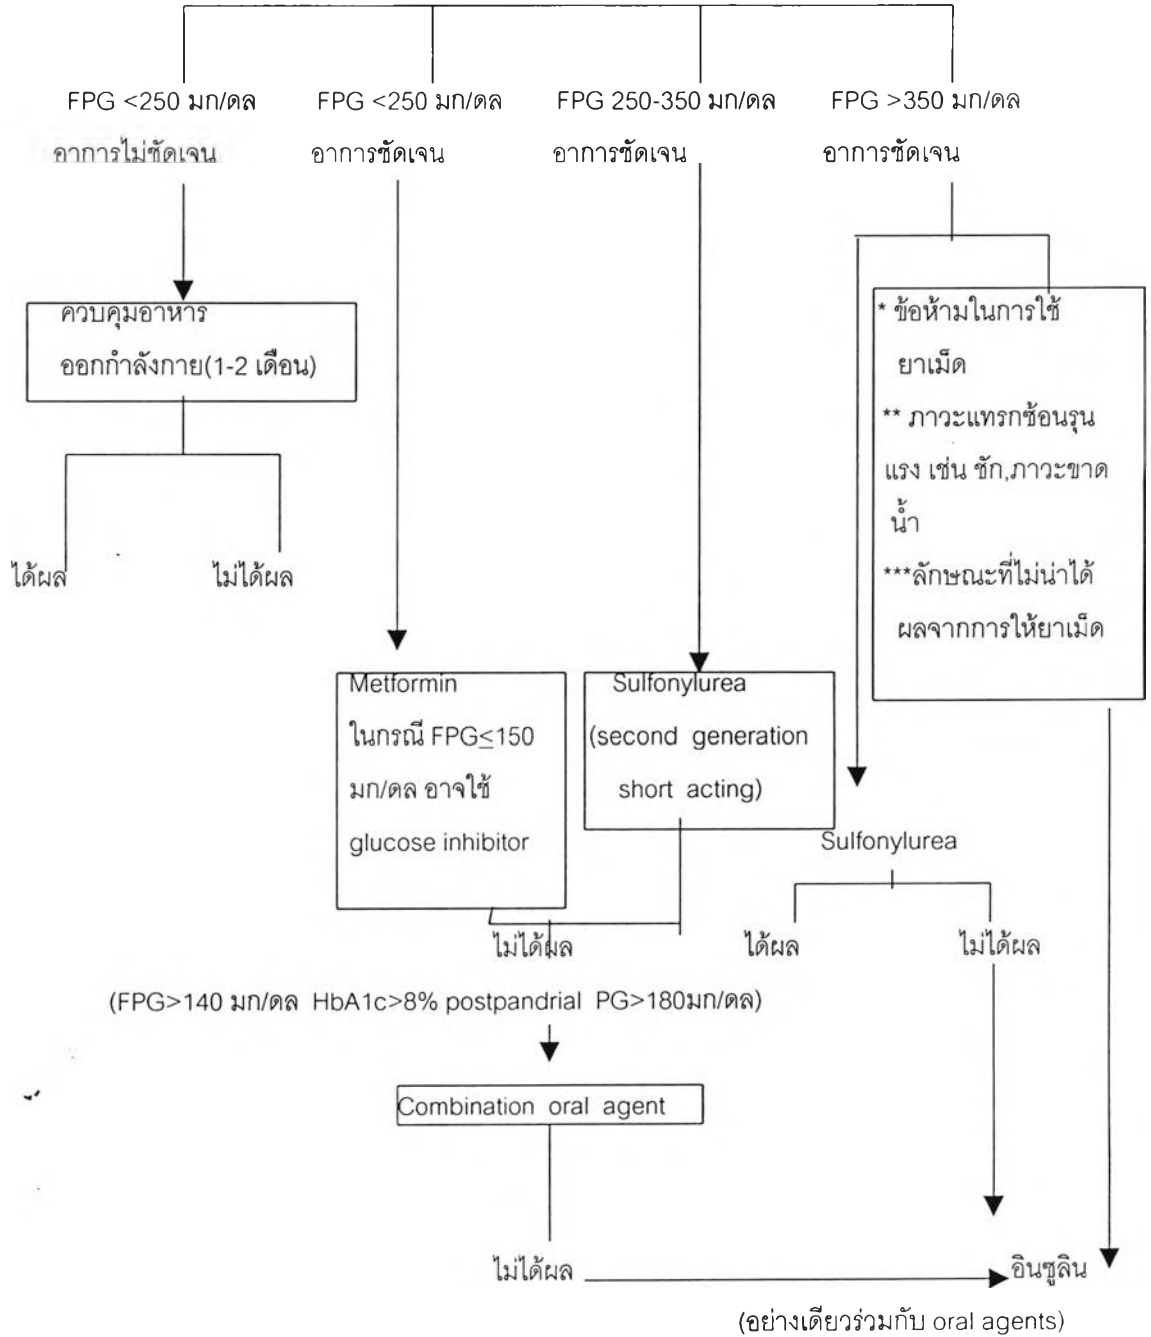 FPG <250 มก/ดล
อาการไม่ชัดเจน
FPG <250 มก/ดล
อาการชัดเจน
FPG 250-350 มก/ดล
อาการชัดเจน
FPG >350 มก/ดล
อาการชัดเจน
ควบคุมอาหาร
ออกกำลังกาย(1-2 เดือน)
ได้ผล
ไม่ได้ผล
* ข้อห้ามในการใช้
ยาเม็ด
** ภาวะแทรกซ้อนรุน
แรง เช่น ชัก,ภาวะขาด
น้ำ
***ลักษณะที่ไม่น่าได้
ผลจากการให้ยาเม็ด
Metformin
ในกรณี FPG≤150
มก/ดล อาจใช้
glucose inhibitor
Sulfonylurea
(second generation
short acting)
Sulfonylurea
ไม่ได้ผล
ได้ผล
ไม่ได้ผล
(FPG>140 มก/ดล HbA1c>8% postpandrial PG>180มก/ดล)
Combination oral agent
ไม่ได้ผล
อินซูลิน
(อย่างเดียวร่วมกับ oral agents)